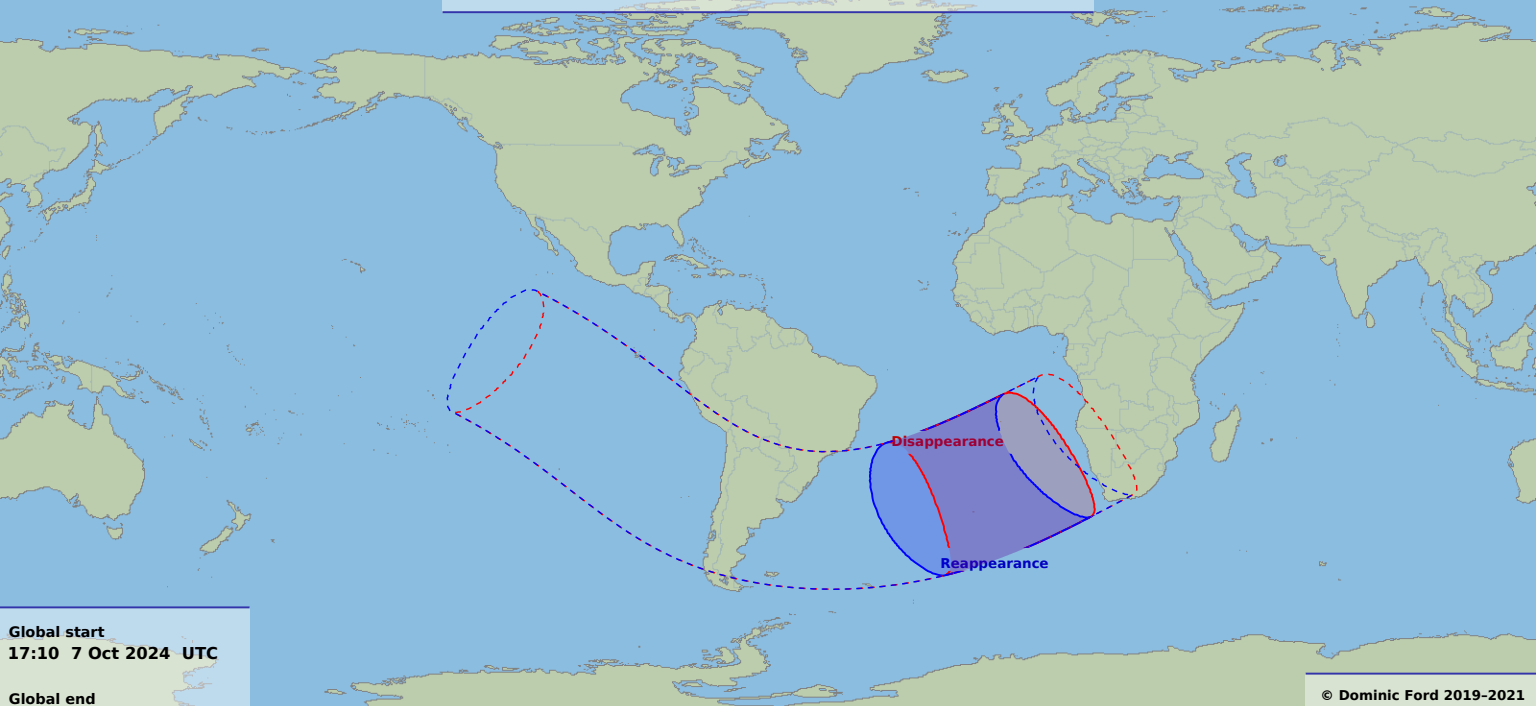 Disappearance
Reappearance
Global start
17:10 7 Oct 2024 UTC
Global end
© Dominic Ford 2019–2021